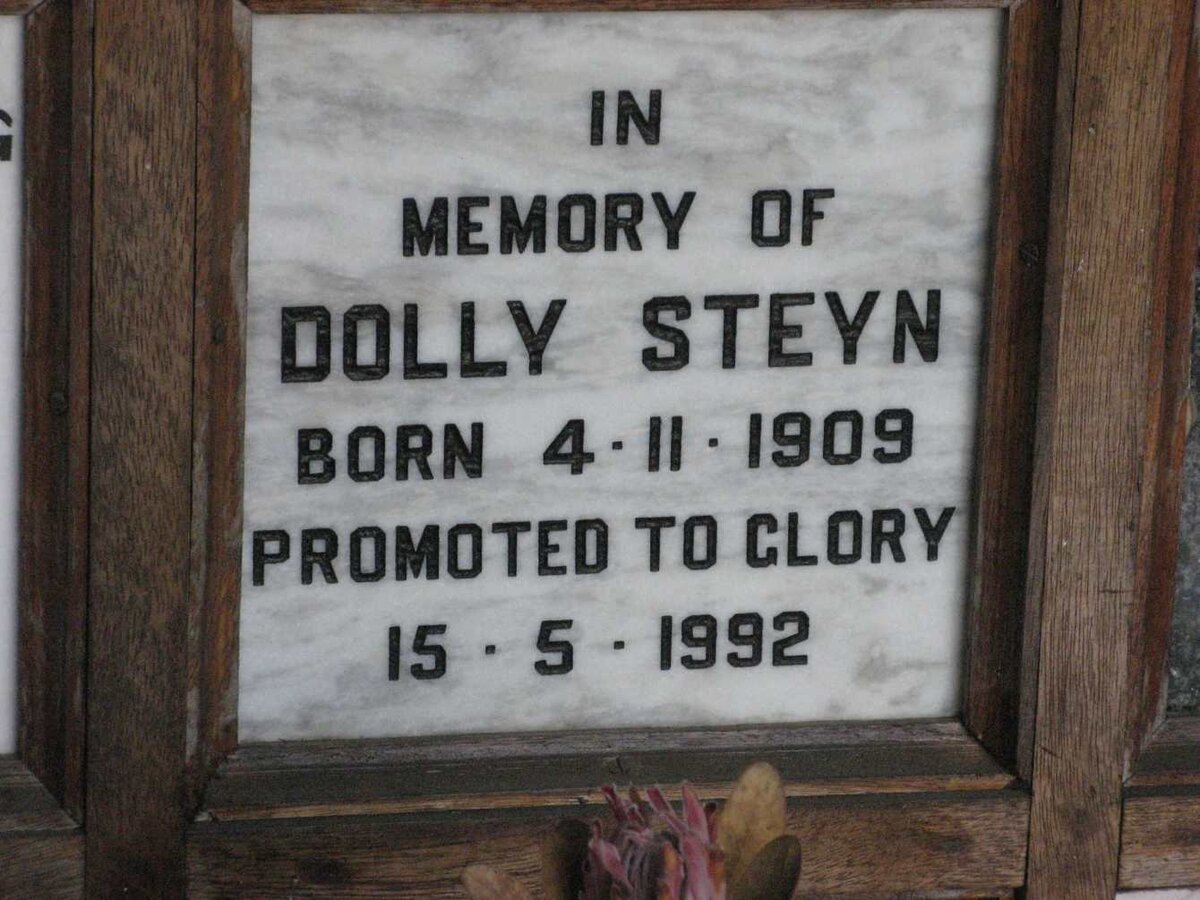 IN
MEMORY OF
DOLLY STEYN
BORN 4·11·1909
PROMOTED TO GLORY
15·5·1992